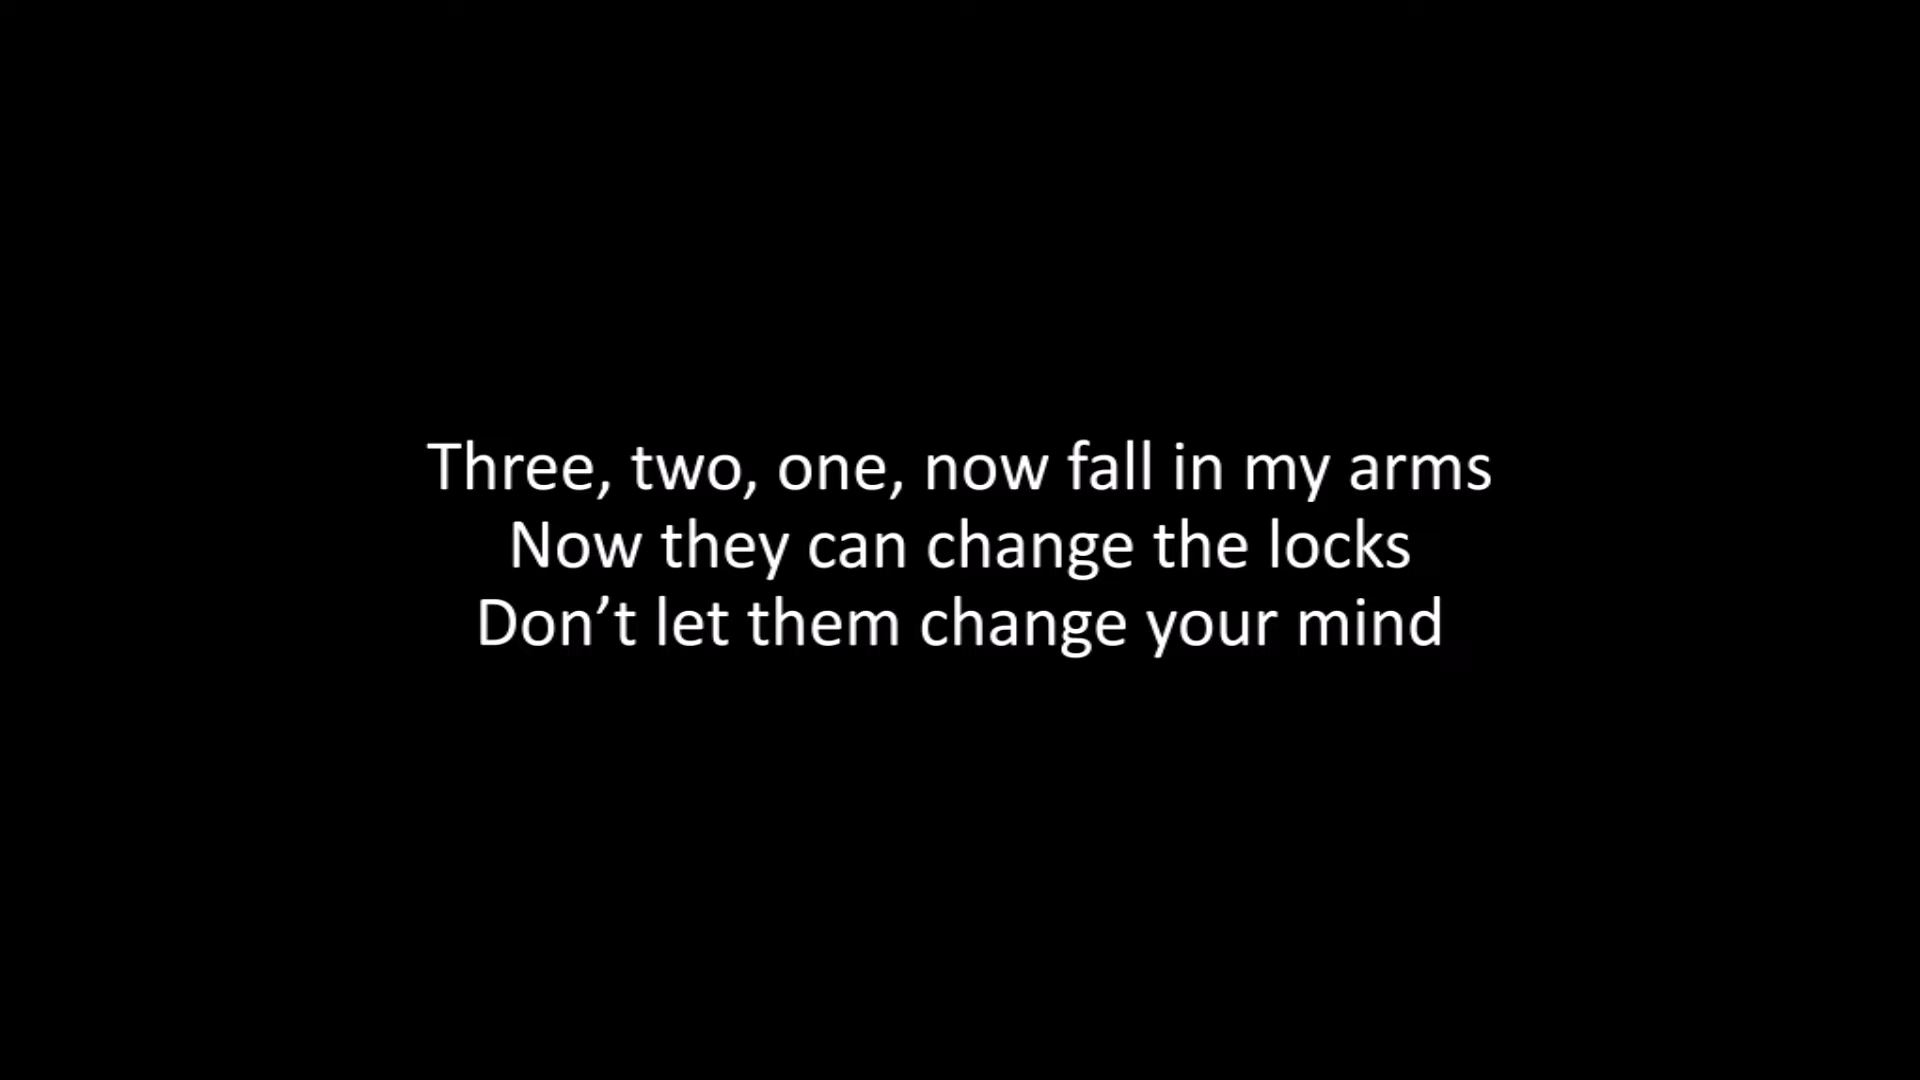 Three, two, one, now fall in my arms
Now they can change the locks
Don’t let them change your mind